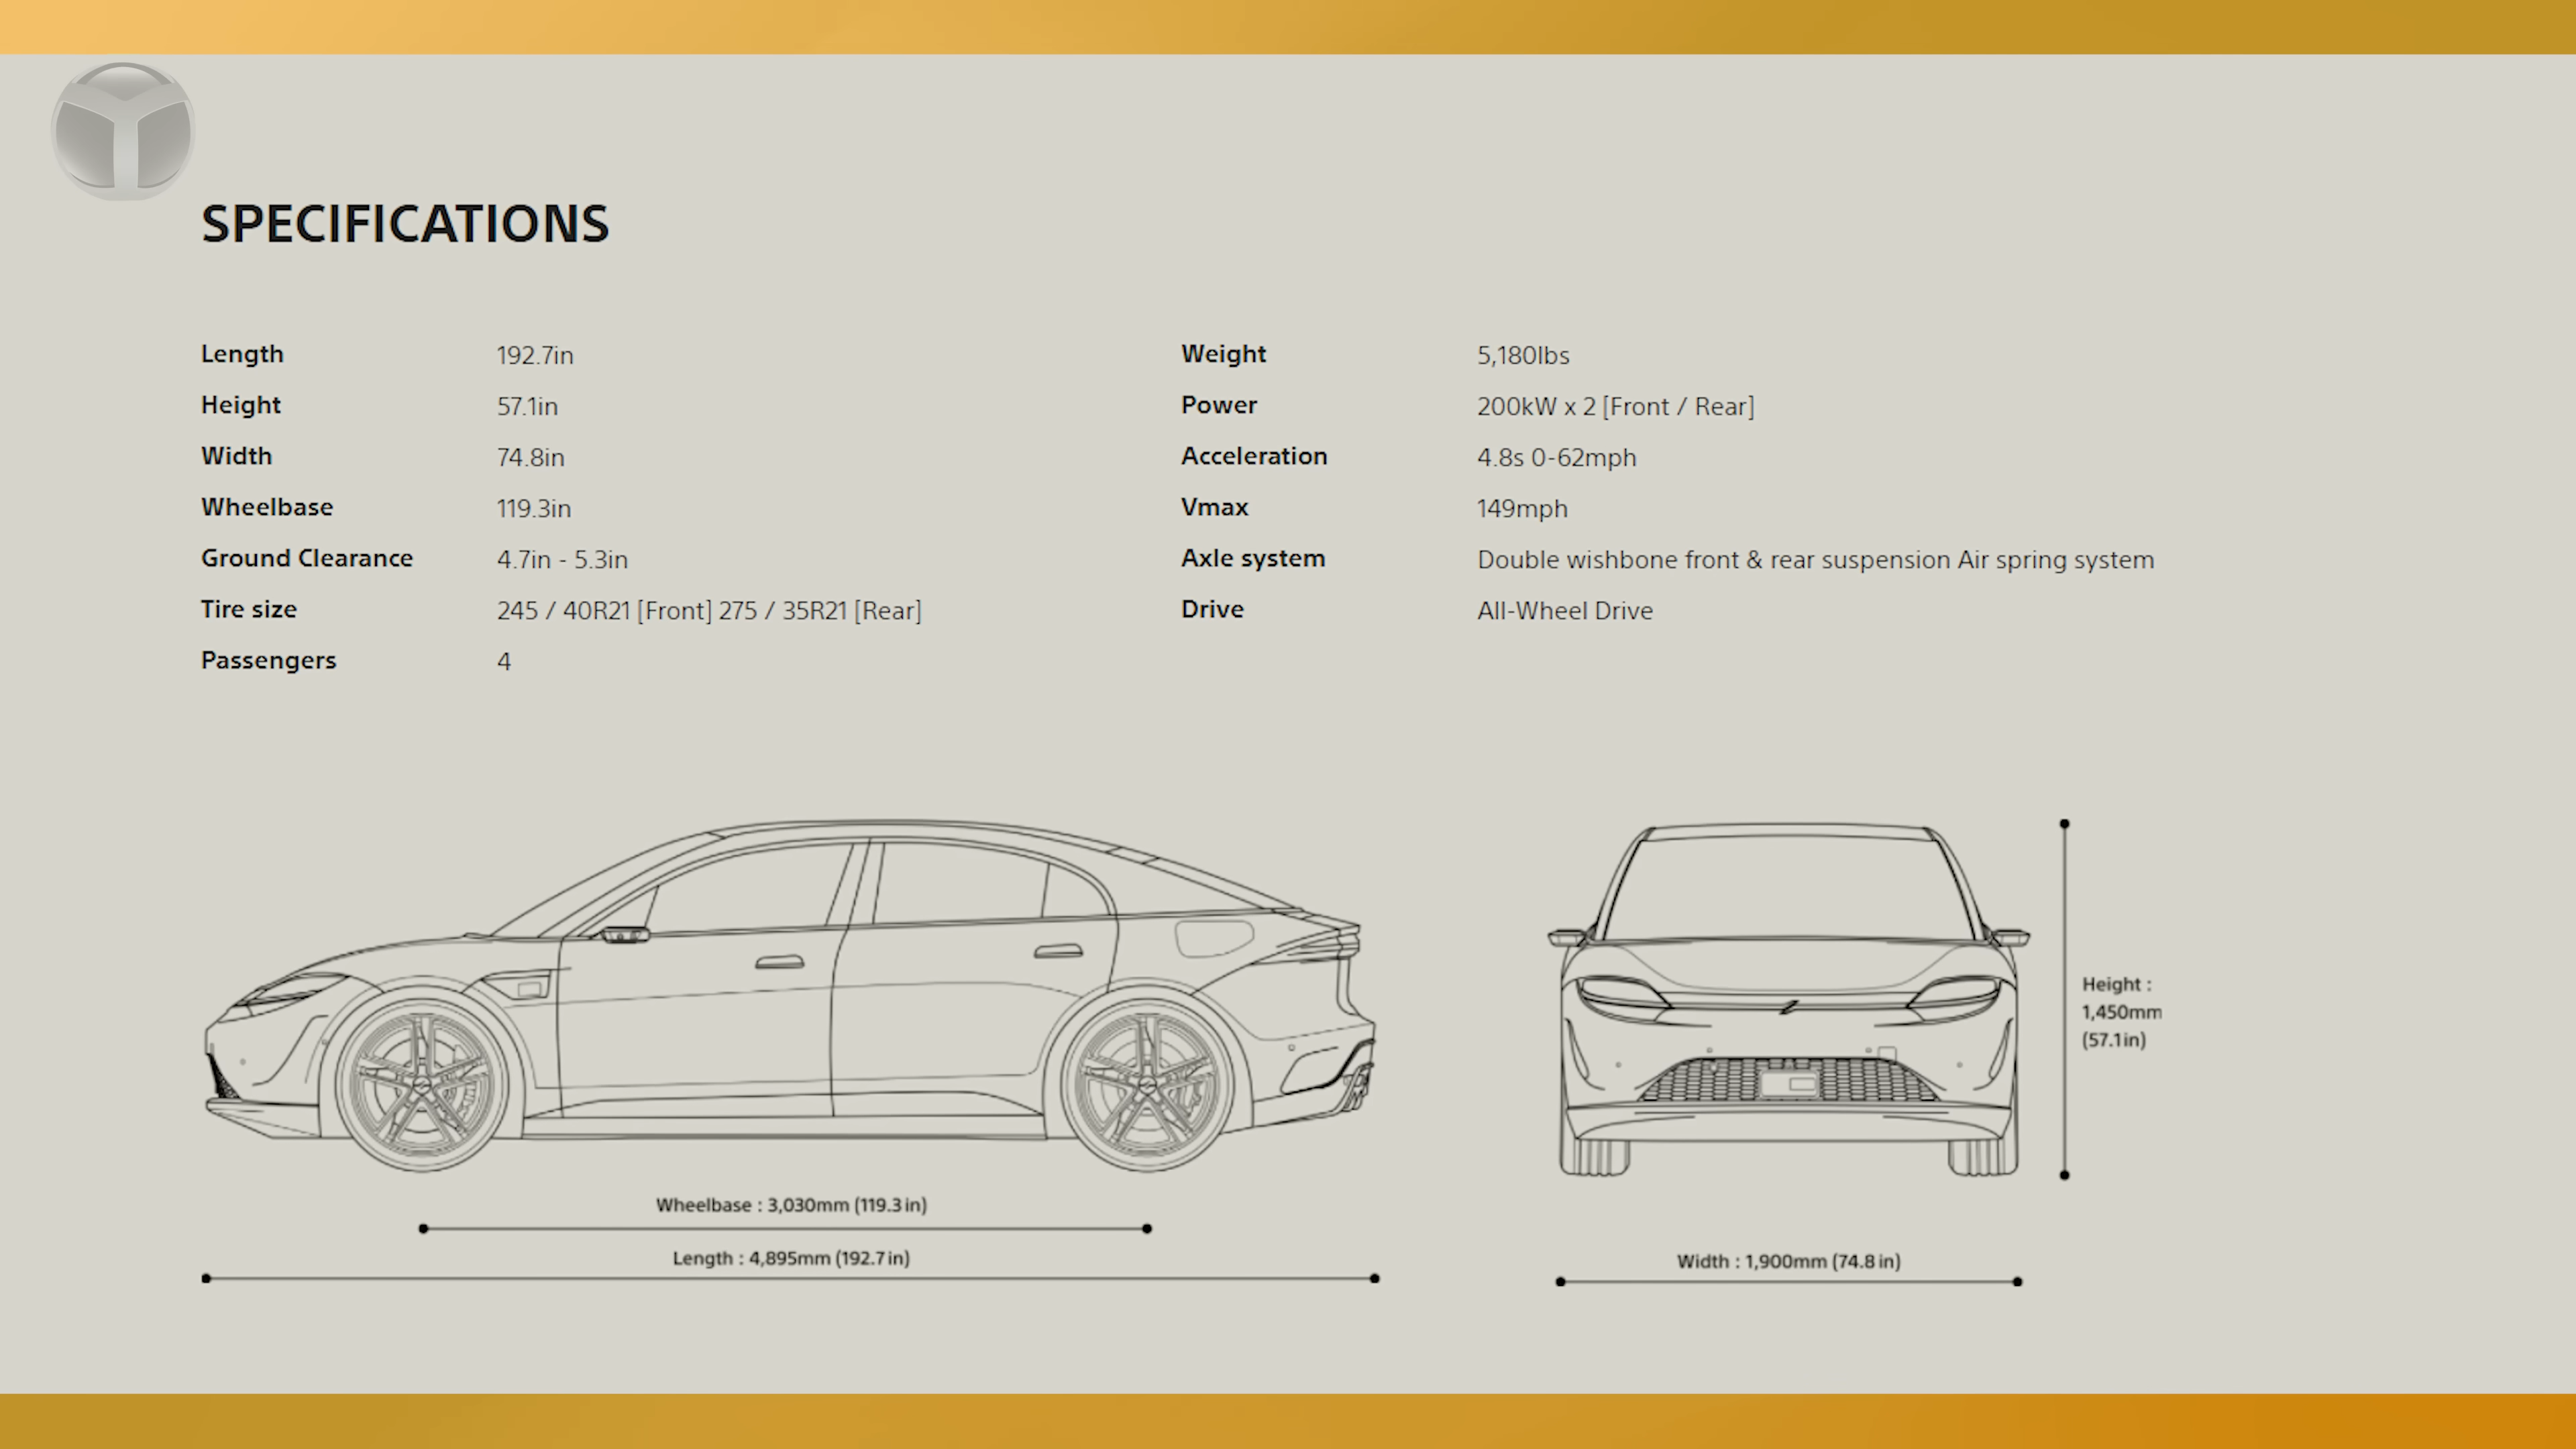 SPECIFICATIONS
Length 192.7in
Height 57.1in
Width 74.8in
Wheelbase 119.3in
Ground Clearance 4.7in - 5.3in
Tire size 245 / 40R21 [Front] 275 / 35R21 [Rear]
Passengers 4
Weight 5,180lbs
Power 200kW x 2 [Front / Rear]
Acceleration 4.8s 0-62mph
Vmax 149mph
Axle system Double wishbone front & rear suspension Air spring system
Drive All-Wheel Drive
Wheelbase : 3,030mm (119.3 in)
Length : 4,895mm (192.7 in)
Height :
1,450mm
(57.1in)
Width : 1,900mm (74.8 in)